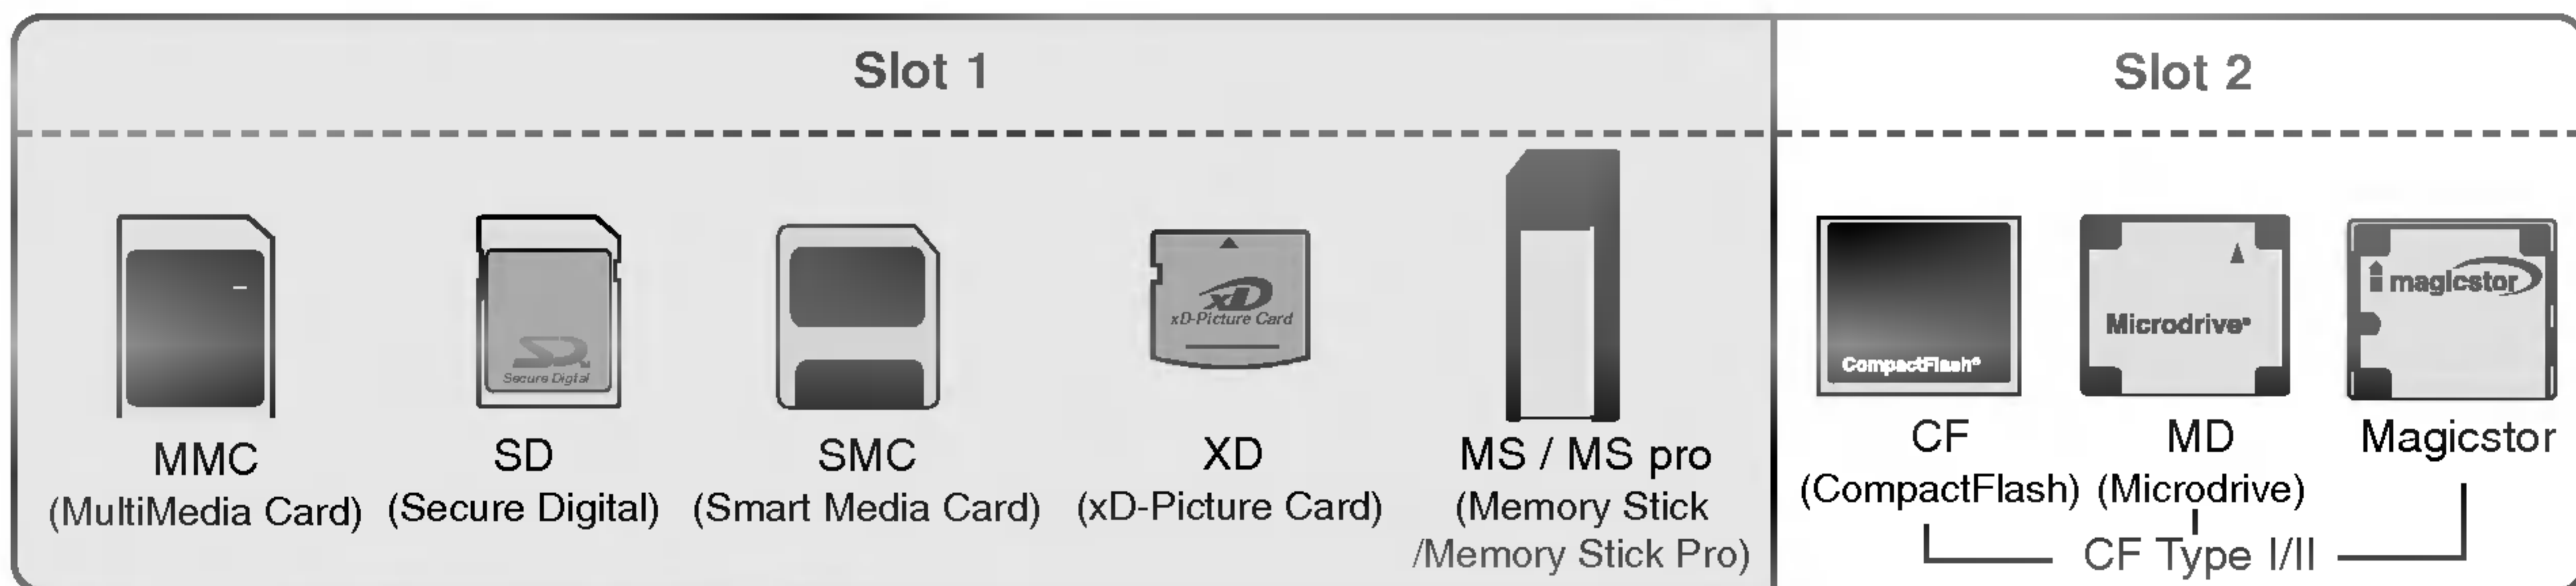 Slot 1
Slot 2
Secure Digital
xD
xD-Picture Card
CompactFlash®
Microdrive®
magicstor
MMC
(MultiMedia Card)
SD
(Secure Digital)
SMC
(Smart Media Card)
XD
(xD-Picture Card)
MS / MS pro
(Memory Stick
/Memory Stick Pro)
CF
(CompactFlash)
MD
(Microdrive)
Magicstor
CF Type I/II